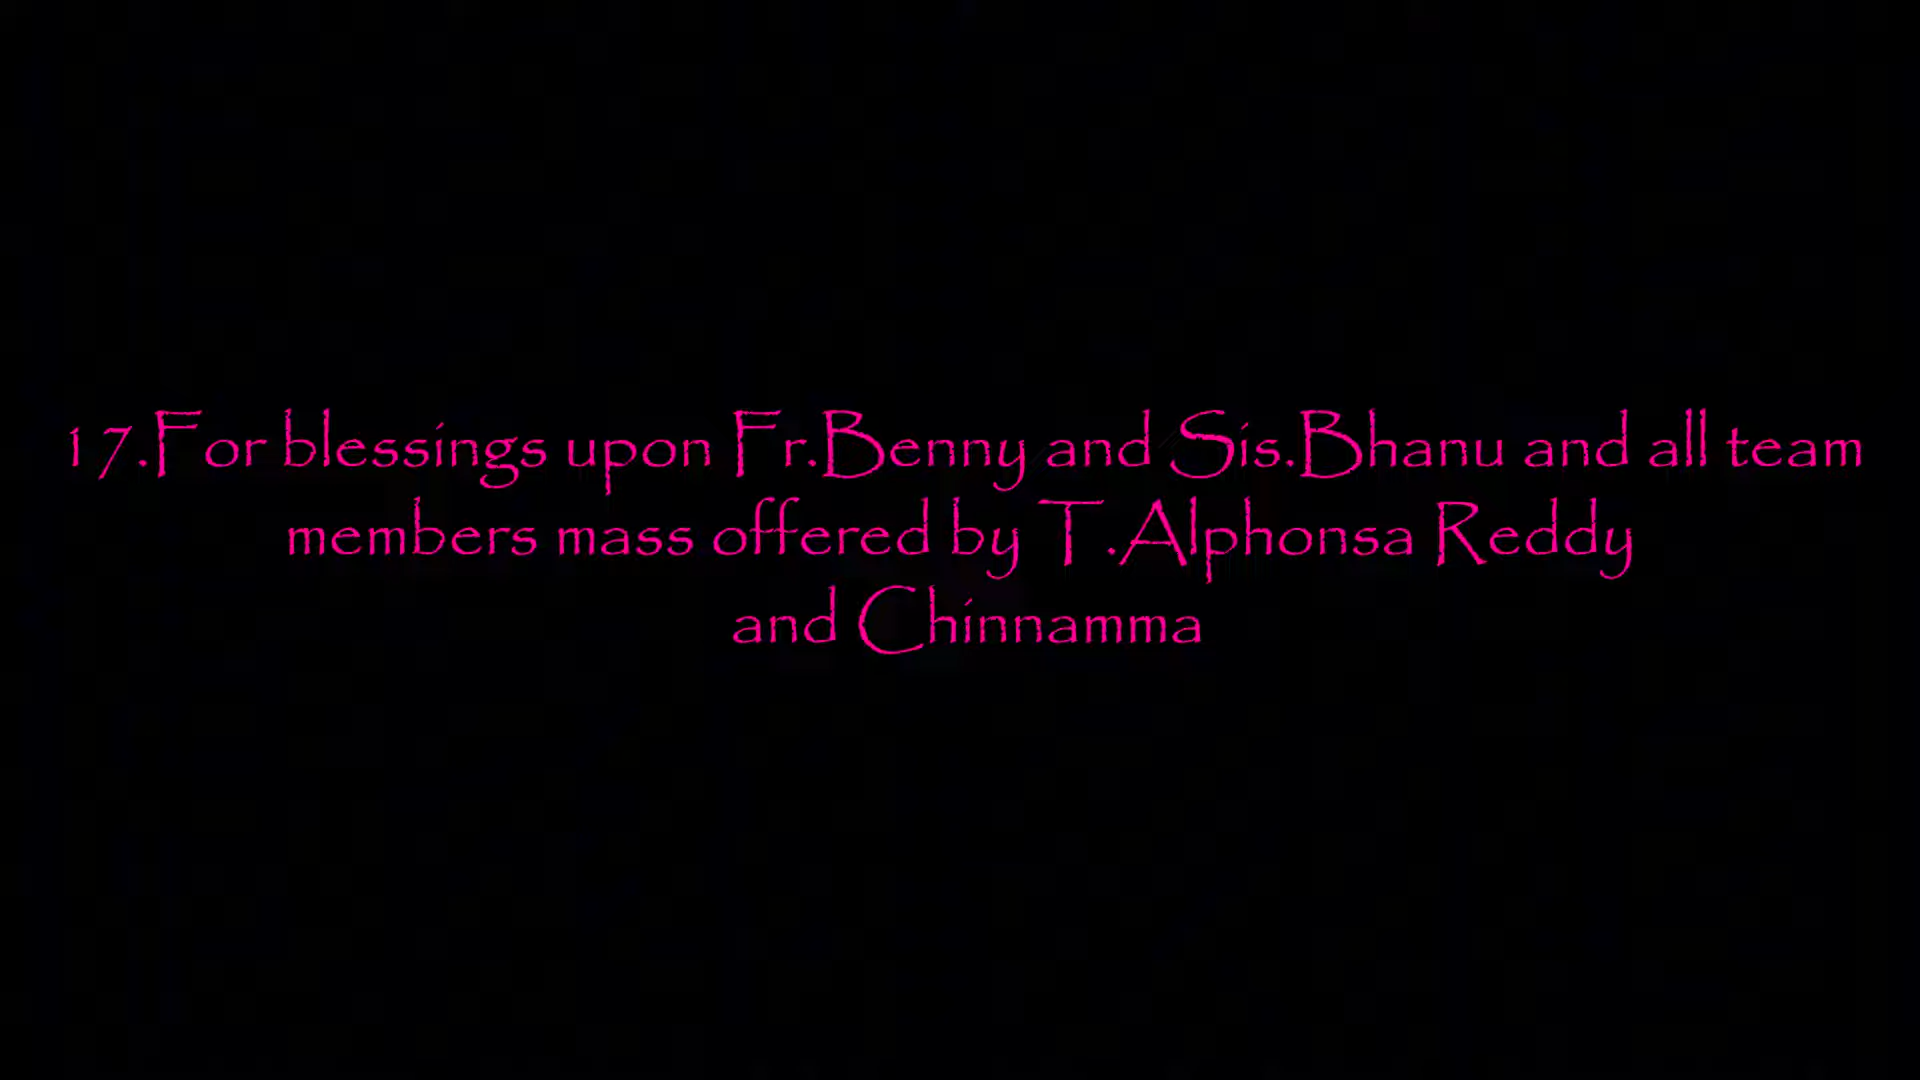 17.For blessings upon Fr.Benny and Sis.Bhanu and all team
members mass offered by T.Alphonsa Reddy
and Chinnamma